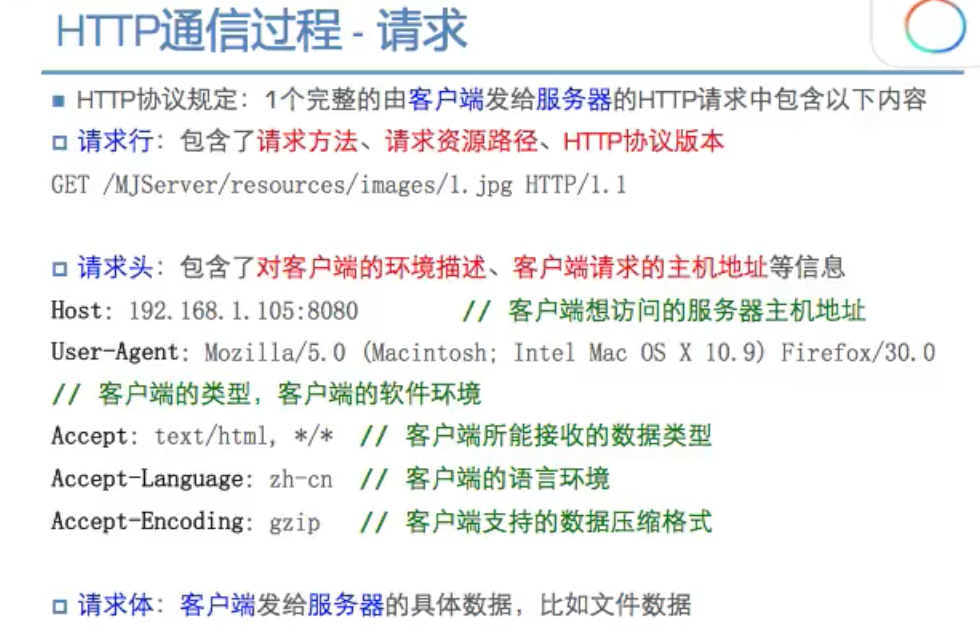 HTTP通信过程 - 请求
HTTP协议规定：1个完整的由客户端发给服务器的HTTP请求中包含以下内容
请求行：包含了请求方法、请求资源路径、HTTP协议版本
GET /MJServer/resources/images/1.jpg HTTP/1.1
请求头：包含了对客户端的环境描述、客户端请求的主机地址等信息
Host: 192.168.1.105:8080 // 客户端想访问的服务器主机地址
User-Agent: Mozilla/5.0 (Macintosh; Intel Mac OS X 10.9) Firefox/30.0
// 客户端的类型，客户端的软件环境
Accept: text/html, */* // 客户端所能接收的数据类型
Accept-Language: zh-cn // 客户端的语言环境
Accept-Encoding: gzip // 客户端支持的数据压缩格式
请求体：客户端发给服务器的具体数据，比如文件数据